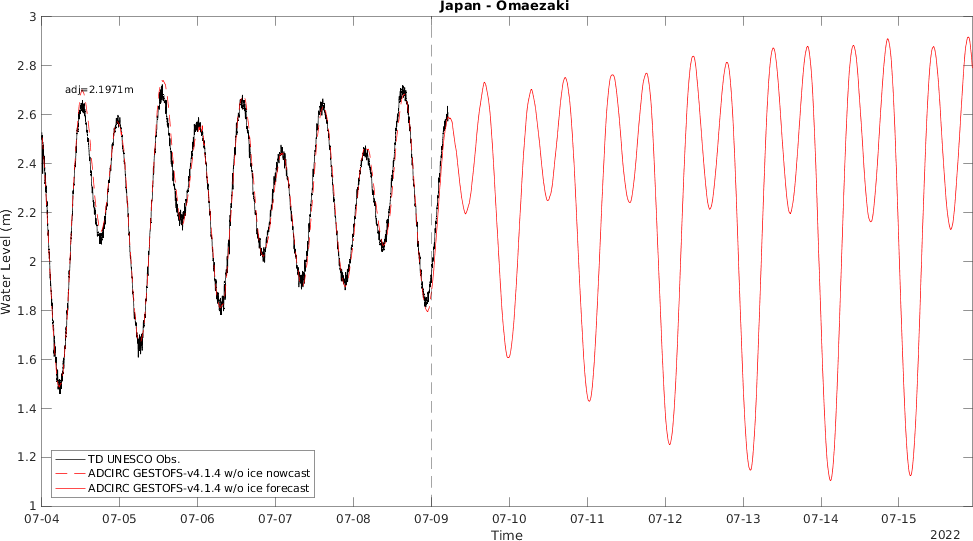 Japan - Omaezaki
3
2.8
2.6
2.4
2.2
2
1.8
1.6
1.4
1.2
1
Water Level (m)
adj=2.1971m
TD UNESCO Obs.
ADCIRC GESTOFS-v4.1.4 w/o ice nowcast
ADCIRC GESTOFS-v4.1.4 w/o ice forecast
07-04 07-05 07-06 07-07 07-08 07-09 07-10 07-11 07-12 07-13 07-14 07-15
Time
2022